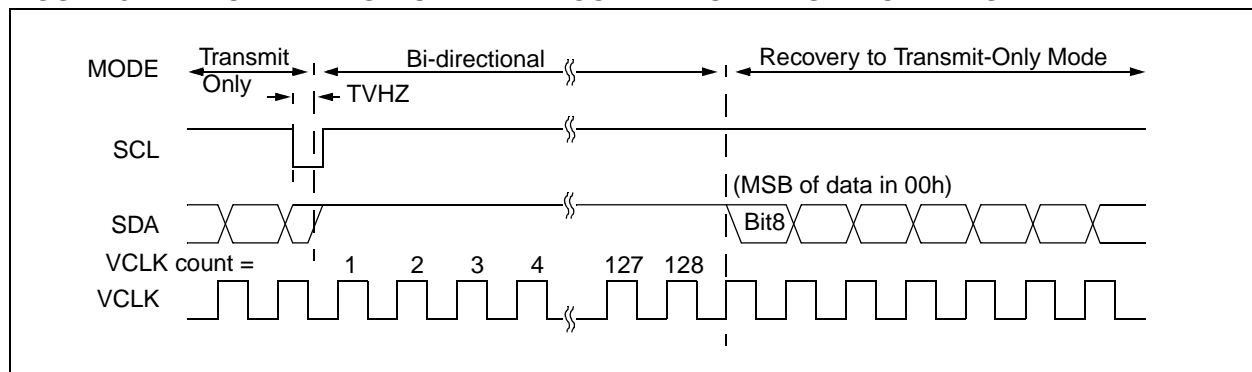 MODE
Transmit
Only
Bi-directional
Recovery to Transmit-Only Mode
TVHZ
SCL
(MSB of data in 00h)
SDA
Bit8
VCLK count = 1 2 3 4 127 128
VCLK